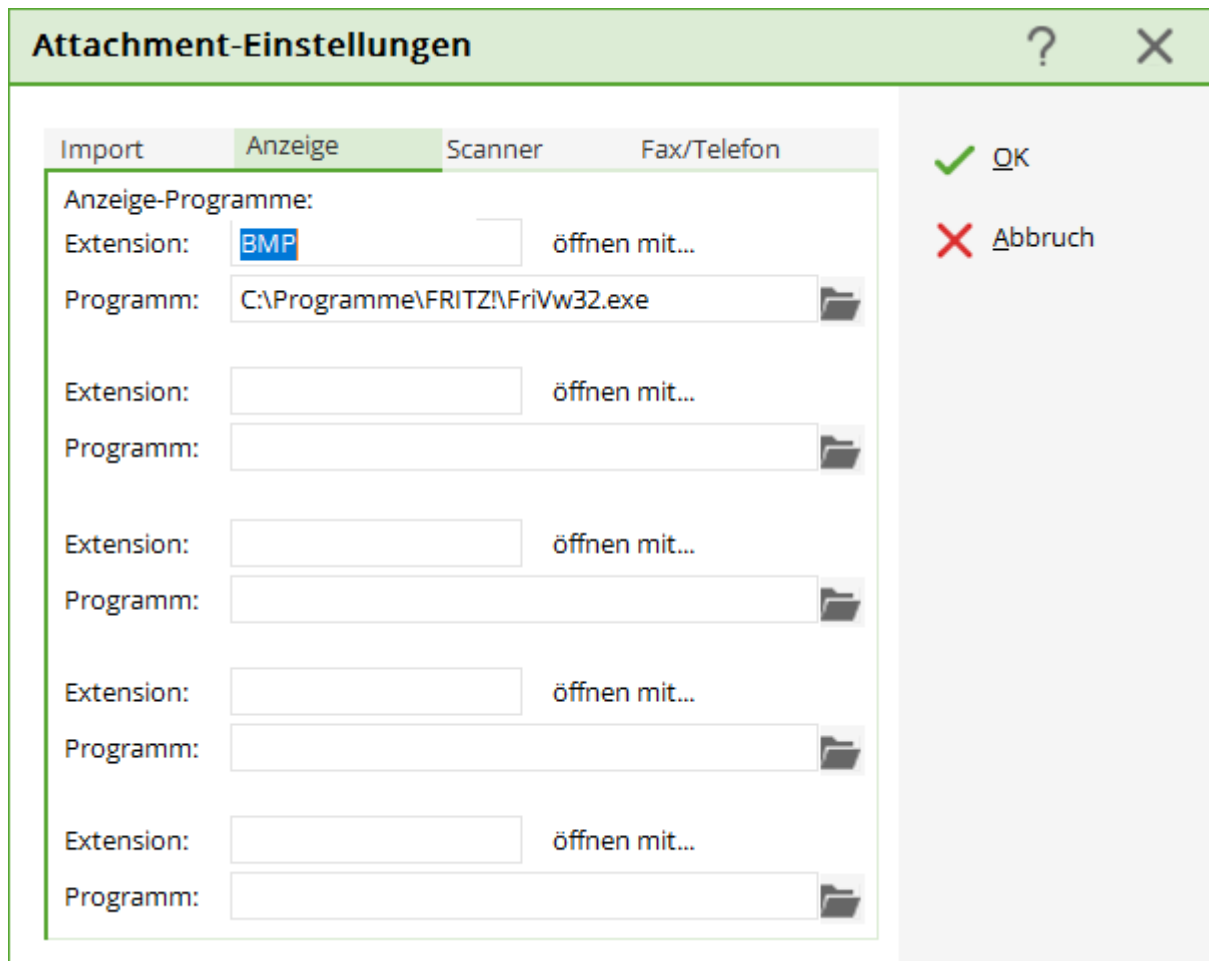 Attachment-Einstellungen ?
Import Anzeige Scanner Fax/Telefon
OK
Anzeige-Programme:
Abbruch
Extension: BMP öffnen mit...
Programm: C:\Programme\FRITZ!\FriVw32.exe
Extension: öffnen mit...
Programm:
Extension: öffnen mit...
Programm:
Extension: öffnen mit...
Programm:
Extension: öffnen mit...
Programm: